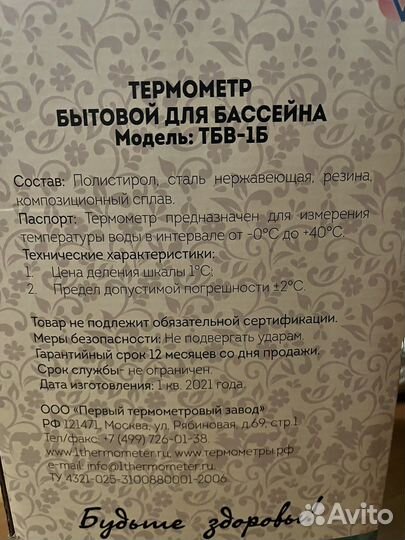 ТЕРМОМЕТР
БЫТОВОЙ ДЛЯ БАССЕЙНА
Модель: ТБВ-1Б
Состав: Полистирол, сталь нержавеющая, резина,
композиционный сплав.
Паспорт: Термометр предназначен для измерения
температуры воды в интервале от -0°С до +40°С.
Технические характеристики:
1. Цена деления шкалы 1°С;
2. Предел допустимой погрешности ±2°С.
Товар не подлежит обязательной сертификации.
Меры безопасности: Не подвергать ударам.
Гарантийный срок 12 месяцев со дня продажи.
Срок службы- не ограничен.
Дата изготовления: 1 кв. 2021 года.
ООО «Первый термометровый завод»
РФ 121471, Москва, ул. Рябиновая, д.69, стр.1
Тел/факс: +7 (499) 726-01-38
www.1thermometer.ru, www.термометры.рф
e-mail: info@1thermometer.ru
ТУ 4321-025-3100880001-2006
Будьте здоровы!
Avito